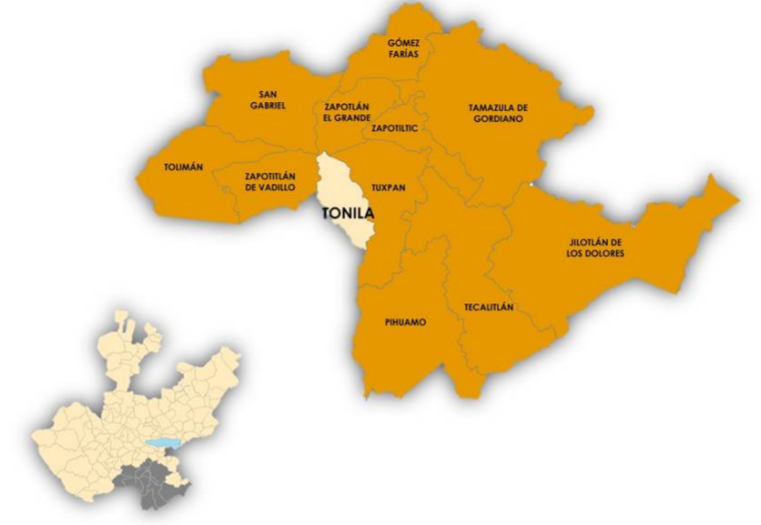 GÓMEZ
FARÍAS
SAN
GABRIEL
ZAPOTLÁN
EL GRANDE
TAMAZULA DE
GORDIANO
ZAPOTILTIC
TOLIMÁN
ZAPOTITLÁN
DE VADILLO
TUXPAN
TONILA
JILOTLÁN DE
LOS DOLORES
TECALITLÁN
PIHUAMO